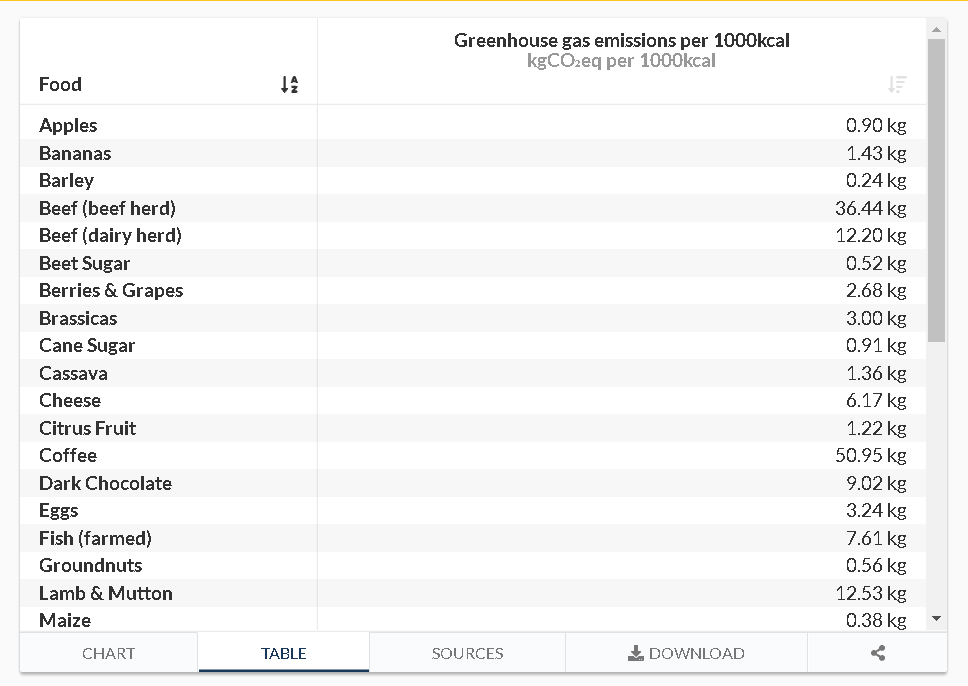 Greenhouse gas emissions per 1000kcal
kgCO₂eq per 1000kcal
Food
Apples 0.90 kg
Bananas 1.43 kg
Barley 0.24 kg
Beef (beef herd) 36.44 kg
Beef (dairy herd) 12.20 kg
Beet Sugar 0.52 kg
Berries & Grapes 2.68 kg
Brassicas 3.00 kg
Cane Sugar 0.91 kg
Cassava 1.36 kg
Cheese 6.17 kg
Citrus Fruit 1.22 kg
Coffee 50.95 kg
Dark Chocolate 9.02 kg
Eggs 3.24 kg
Fish (farmed) 7.61 kg
Groundnuts 0.56 kg
Lamb & Mutton 12.53 kg
Maize 0.38 kg
CHART TABLE SOURCES DOWNLOAD